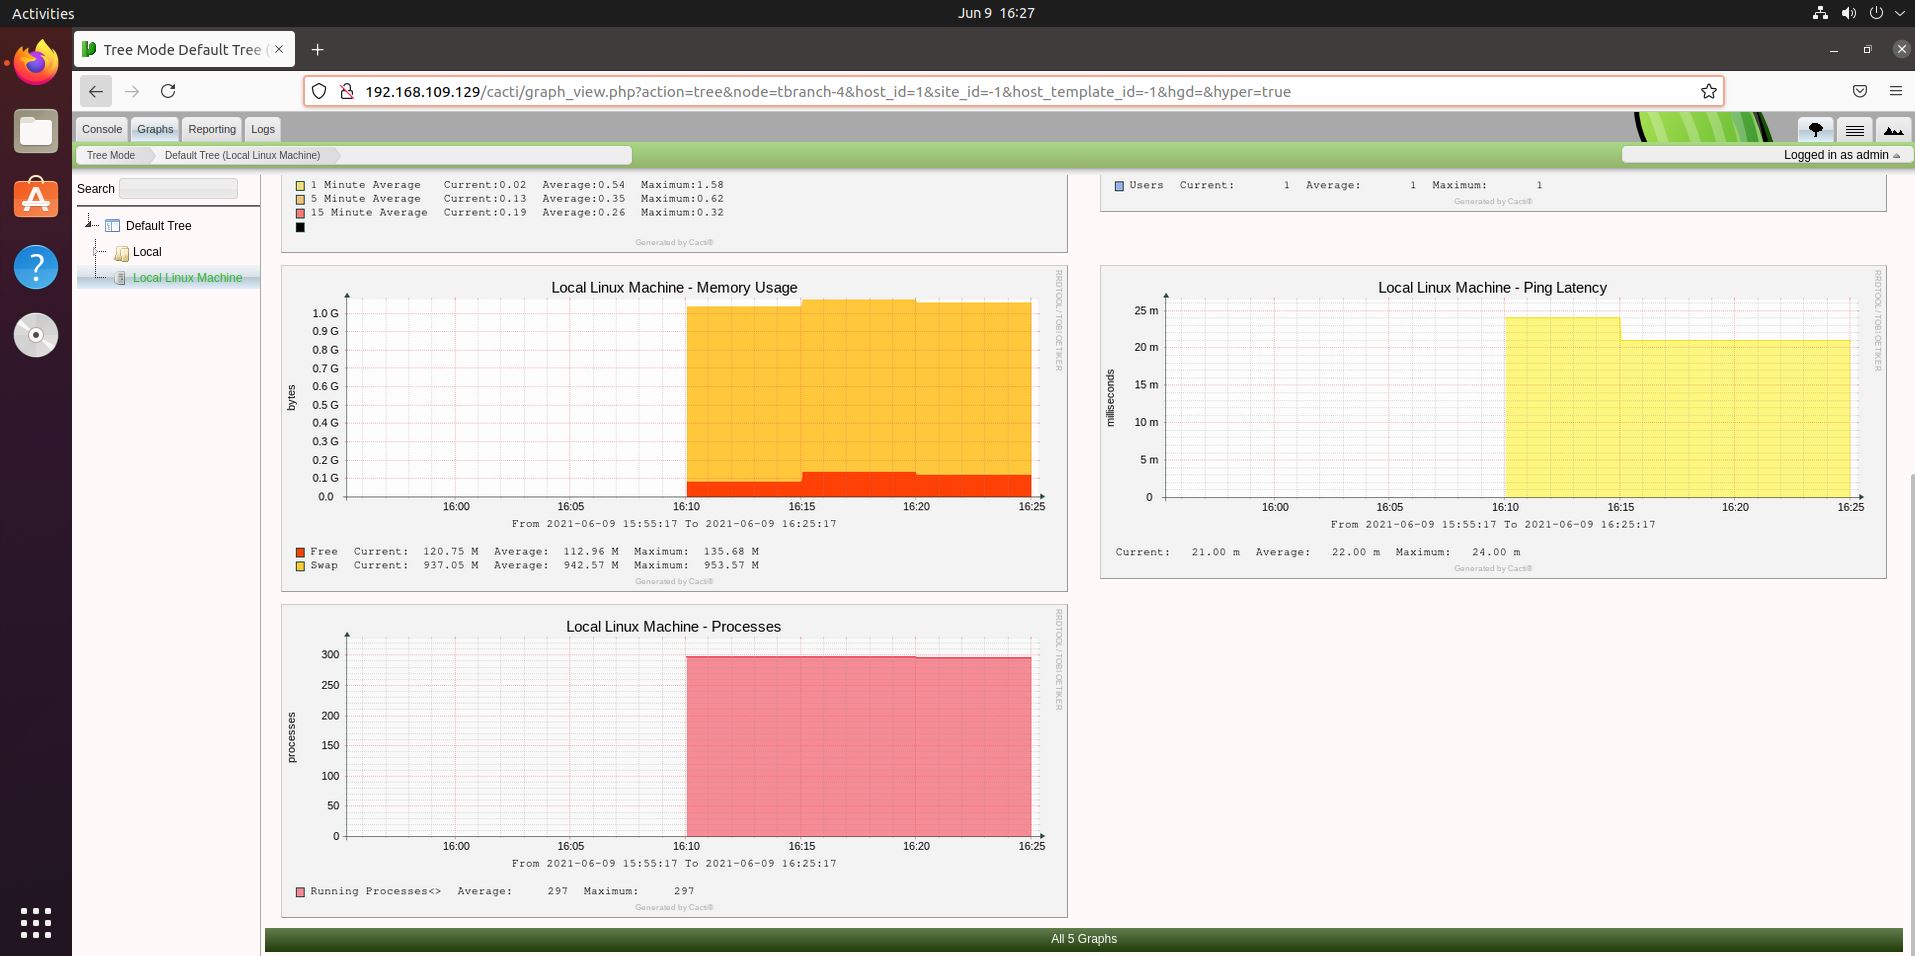 Activities
Jun 9 16:27
Tree Mode Default Tree (
192.168.109.129/cacti/graph_view.php?action=tree&node=tbranch-4&host_id=1&site_id=-1&host_template_id=-1&hgd=&hyper=true
Console Graphs Reporting Logs
Tree Mode Default Tree (Local Linux Machine)
Logged in as admin
Search
Default Tree
Local
Local Linux Machine
1 Minute Average Current:0.02 Average:0.54 Maximum:1.58
5 Minute Average Current:0.13 Average:0.35 Maximum:0.62
15 Minute Average Current:0.19 Average:0.26 Maximum:0.32
Generated by Cacti®
Users Current: 1 Average: 1 Maximum: 1
Generated by Cacti®
Local Linux Machine - Memory Usage
RRDTOOL / TOBI OETIKER
bytes
1.0 G
0.9 G
0.8 G
0.7 G
0.6 G
0.5 G
0.4 G
0.3 G
0.2 G
0.1 G
0.0
16:00 16:05 16:10 16:15 16:20 16:25
From 2021-06-09 15:55:17 To 2021-06-09 16:25:17
Free Current: 120.75 M Average: 112.96 M Maximum: 135.68 M
Swap Current: 937.05 M Average: 942.57 M Maximum: 953.57 M
Generated by Cacti®
Local Linux Machine - Ping Latency
RRDTOOL / TOBI OETIKER
milliseconds
25 m
20 m
15 m
10 m
5 m
0
16:00 16:05 16:10 16:15 16:20 16:25
From 2021-06-09 15:55:17 To 2021-06-09 16:25:17
Current: 21.00 m Average: 22.00 m Maximum: 24.00 m
Generated by Cacti®
Local Linux Machine - Processes
RRDTOOL / TOBI OETIKER
processes
300
250
200
150
100
50
0
16:00 16:05 16:10 16:15 16:20 16:25
From 2021-06-09 15:55:17 To 2021-06-09 16:25:17
Running Processes<> Average: 297 Maximum: 297
Generated by Cacti®
All 5 Graphs